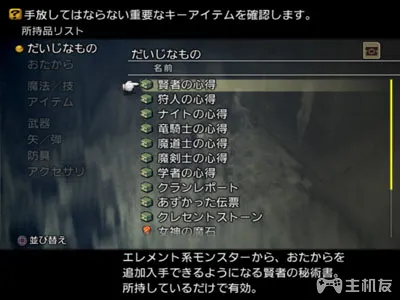 手放してはならない重要なキーアイテムを確認します。
所持品リスト
だいじなもの
おたから
魔法/技
アイテム
武器
矢/弾
防具
アクセサリ
並び替え
だいじなもの
名前
賢者の心得
狩人の心得
ナイトの心得
竜騎士の心得
魔道士の心得
魔剣士の心得
学者の心得
クランレポート
あずかった伝票
クレセントストーン
女神の魔石
エレメント系モンスターから、おたからを
追加入手できるようになる賢者の秘術書。
所持しているだけで有効。
主机友